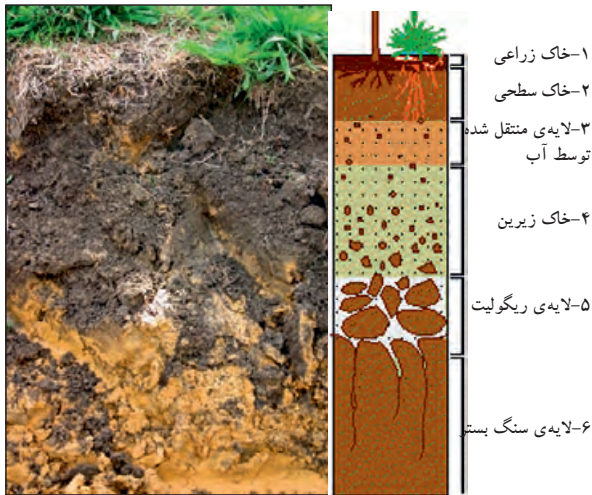 ۱-خاک زراعی
۲-خاک سطحی
۳-لایه‌ی منتقل شده
توسط آب
۴-خاک زیرین
۵-لایه‌ی ریگولیت
۶-لایه‌ی سنگ بستر